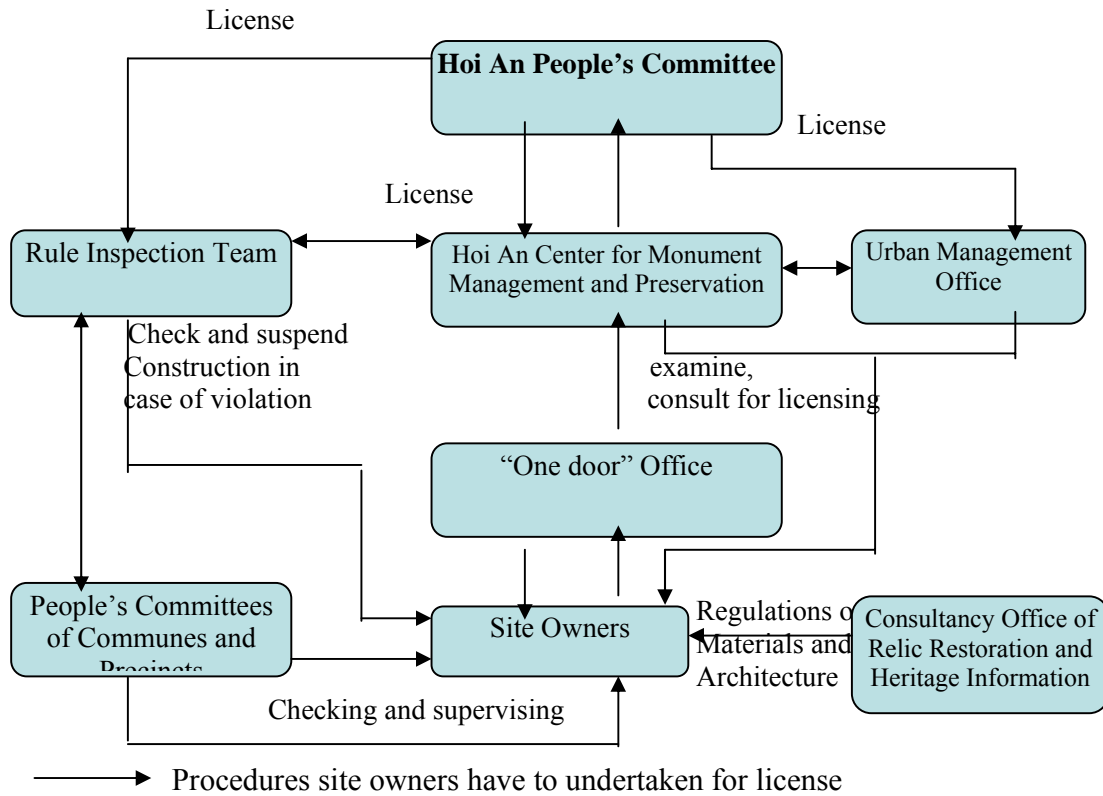 License
Hoi An People's Committee
License
License
Rule Inspection Team
Hoi An Center for Monument
Management and Preservation
Urban Management
Office
Check and suspend
Construction in
case of violation
examine,
consult for licensing
“One door” Office
People's Committees
of Communes and
Precincts
Site Owners
Regulations o
Materials and
Architecture
Consultancy Office of
Relic Restoration and
Heritage Information
Checking and supervising
Procedures site owners have to undertaken for license